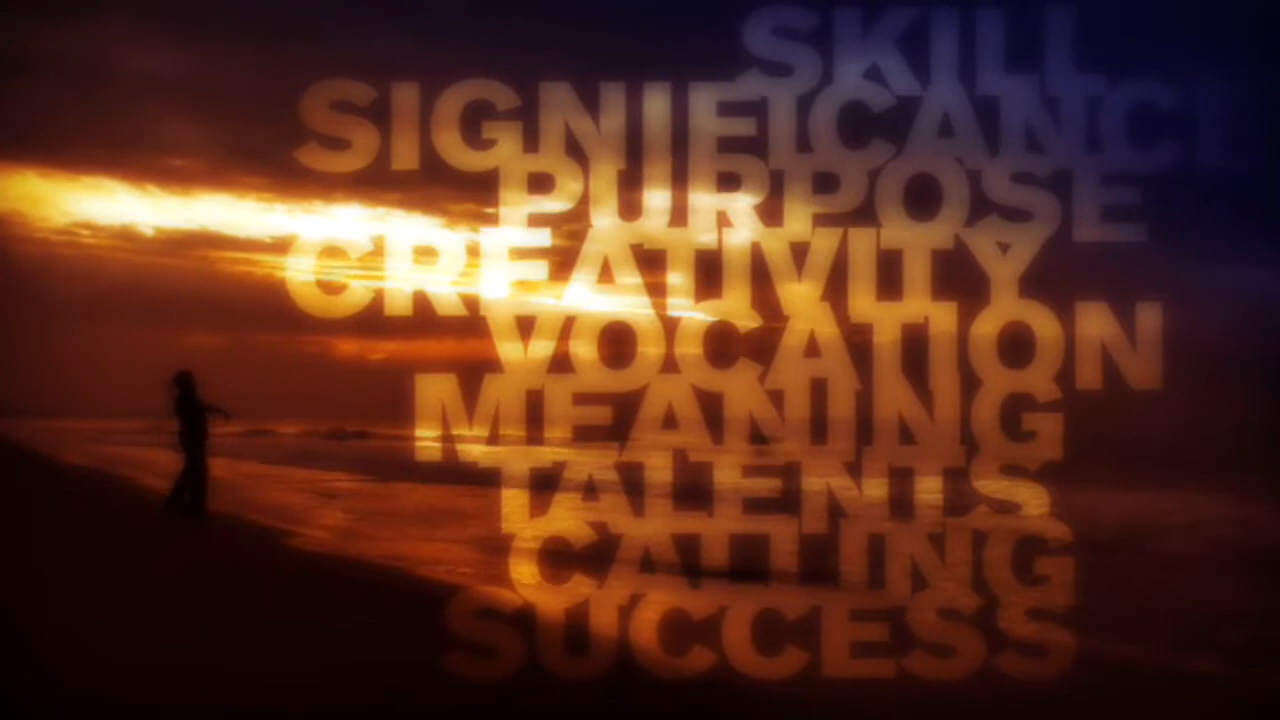 SKILL
SIGNIFICANCE
PURPOSE
CREATIVITY
VOCATION
MEANING
TALENTS
CALLING
SUCCESS